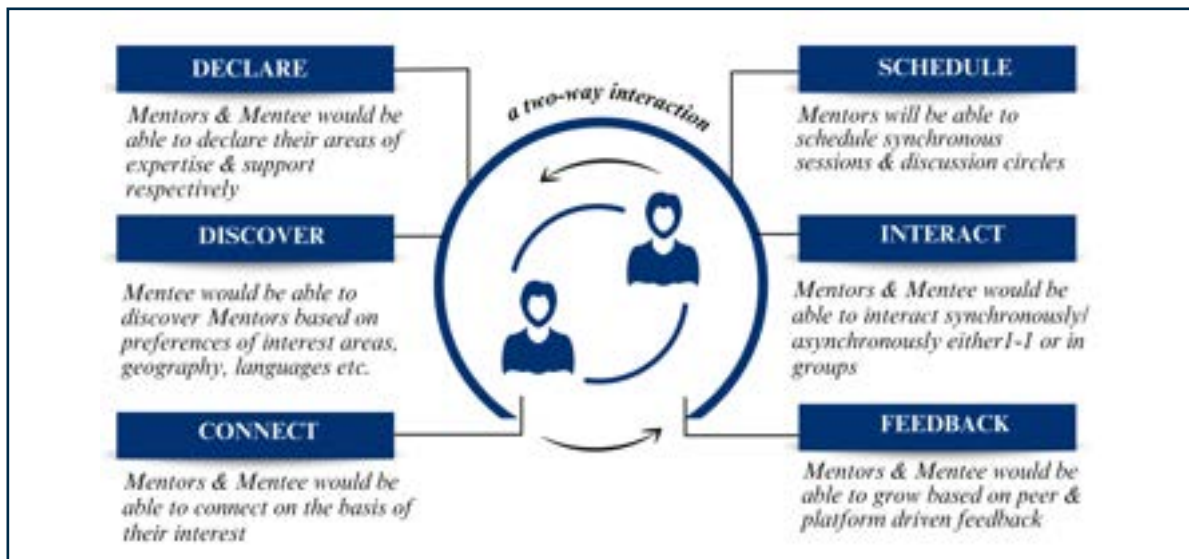 DECLARE
Mentors & Mentee would be
able to declare their areas of
expertise & support
respectively
DISCOVER
Mentee would be able to
discover Mentors based on
preferences of interest areas,
geography, languages etc.
CONNECT
Mentors & Mentee would be
able to connect on the basis of
their interest
a two-way interaction
SCHEDULE
Mentors will be able to
schedule synchronous
sessions & discussion circles
INTERACT
Mentors & Mentee would be
able to interact synchronously/
asynchronously either1-1 or in
groups
FEEDBACK
Mentors & Mentee would be
able to grow based on peer &
platform driven feedback